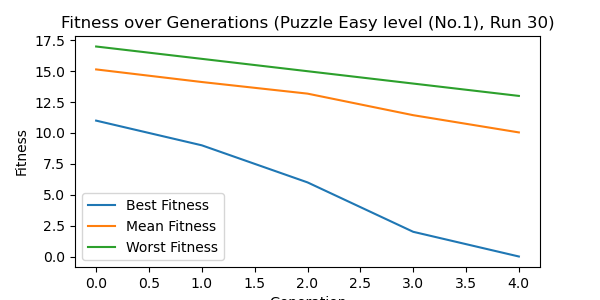 Fitness over Generations (Puzzle Easy level (No.1), Run 30)
17.5
15.0
12.5
10.0
7.5
5.0
2.5
0.0
Fitness
Best Fitness
Mean Fitness
Worst Fitness
0.0 0.5 1.0 1.5 2.0 2.5 3.0 3.5 4.0
Generation